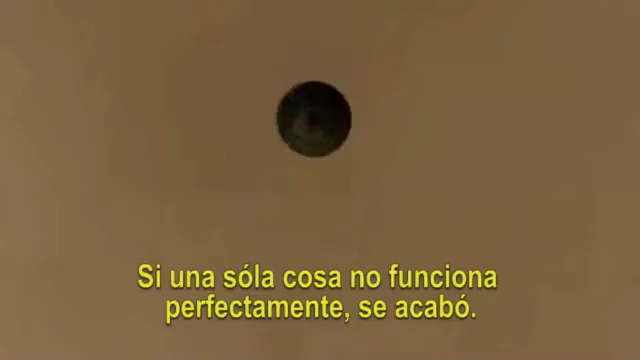 Si una sóla cosa no funciona
perfectamente, se acabó.